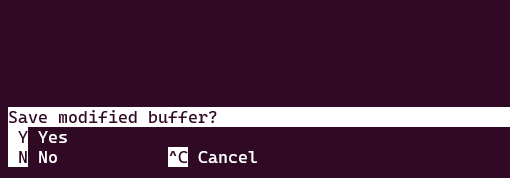 Save modified buffer?
Y Yes
N No ^C Cancel